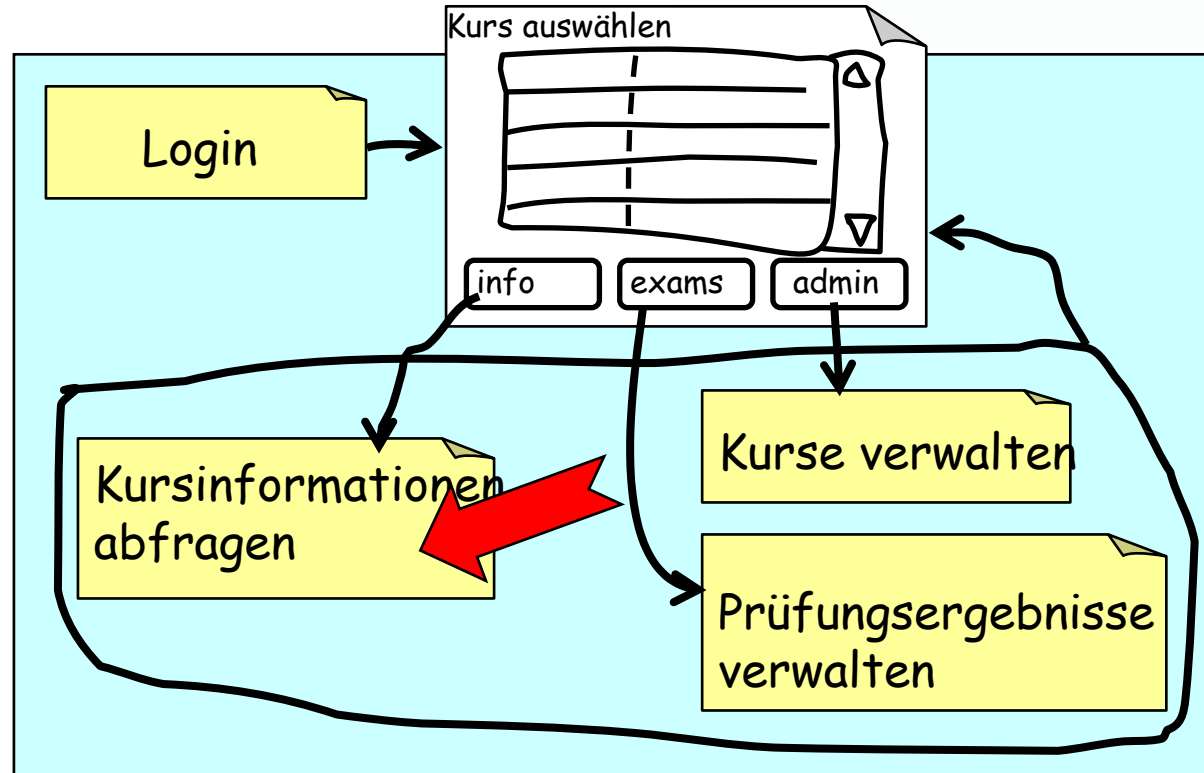 Kurs auswählen
Login
info
exams
admin
Kursinformationen
abfragen
Kurse verwalten
Prüfungsergebnisse
verwalten